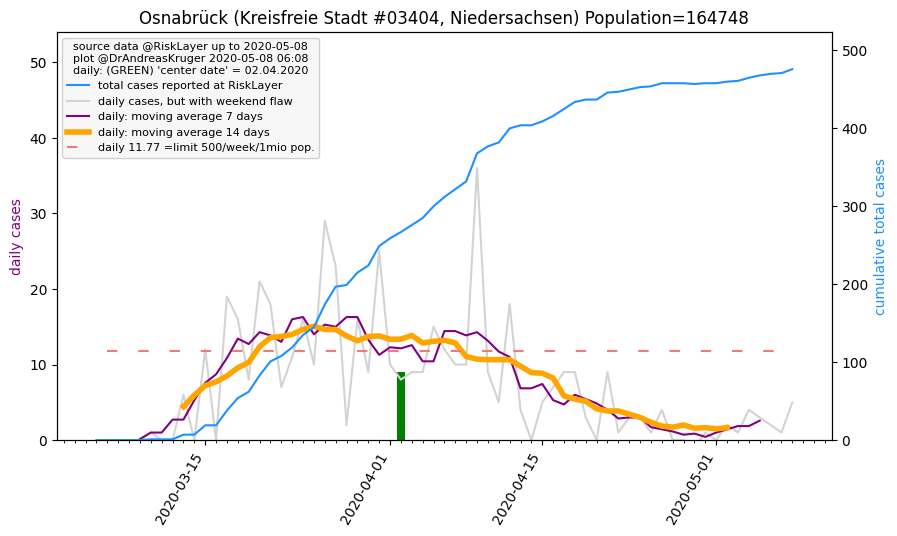 Osnabrück (Kreisfreie Stadt #03404, Niedersachsen) Population=164748
source data @RiskLayer up to 2020-05-08
plot @DrAndreasKruger 2020-05-08 06:08
daily: (GREEN) 'center date' = 02.04.2020
total cases reported at RiskLayer
daily cases, but with weekend flaw
daily: moving average 7 days
daily: moving average 14 days
daily 11.77 =limit 500/week/1mio pop.
daily cases
50
40
30
20
10
0
cumulative total cases
500
400
300
200
100
0
2020-03-15
2020-04-01
2020-04-15
2020-05-01